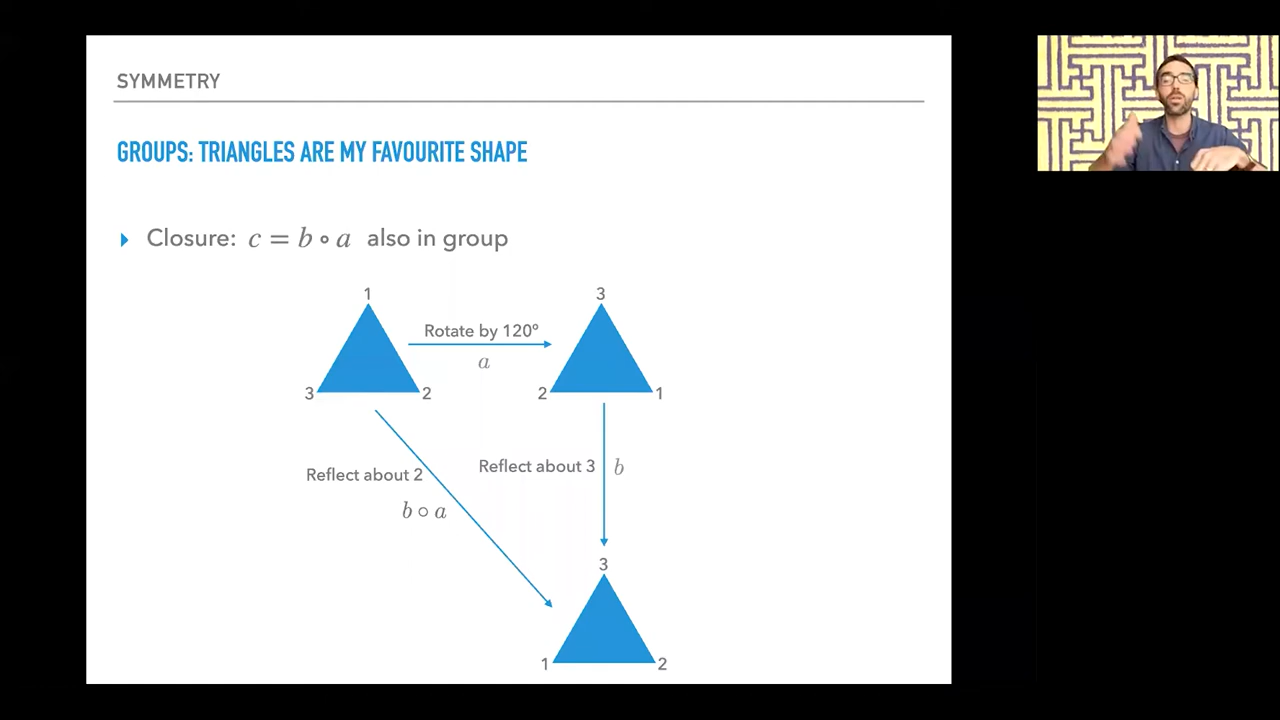 SYMMETRY
GROUPS: TRIANGLES ARE MY FAVOURITE SHAPE
Closure: c = b ∘ a also in group
1
3
Rotate by 120º
a
3
2
2
1
Reflect about 2
Reflect about 3
b
b ∘ a
3
1
2